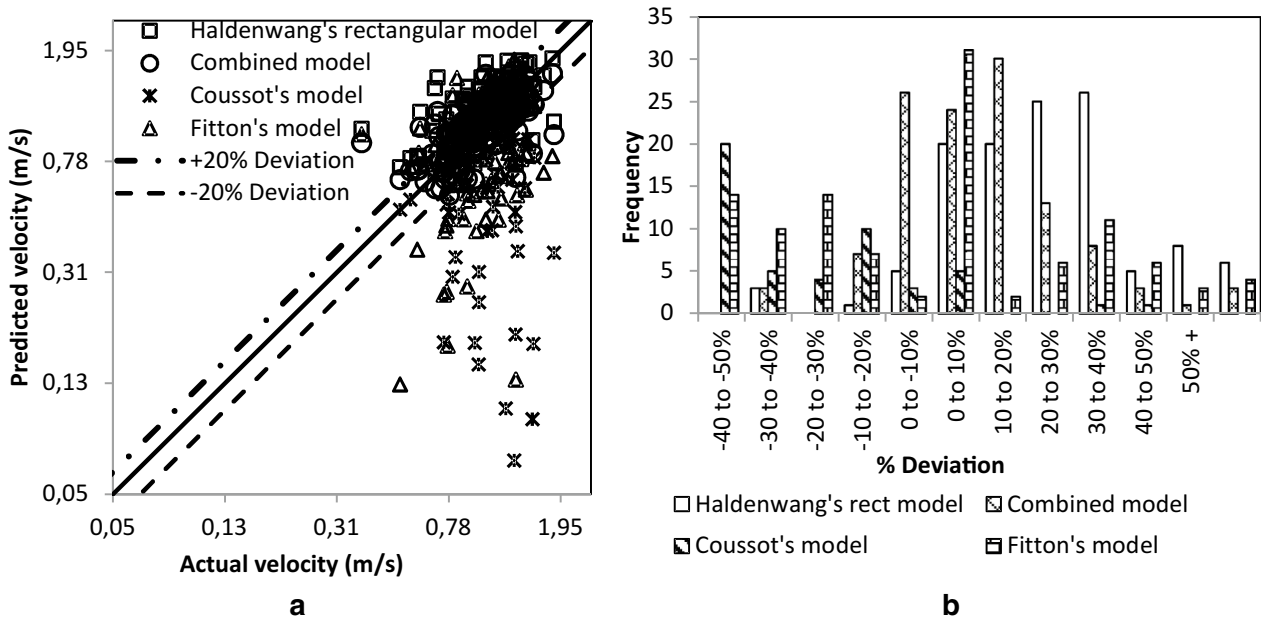 Haldenwang's rectangular model
Combined model
Coussot's model
Fitton's model
+20% Deviation
-20% Deviation
Predicted velocity (m/s)
1,95
0,78
0,31
0,13
0,05
0,05 0,13 0,31 0,78 1,95
Actual velocity (m/s)
a
Frequency
35
30
25
20
15
10
5
0
-40 to -50%
-30 to -40%
-20 to -30%
-10 to -20%
0 to -10%
0 to 10%
10 to 20%
20 to 30%
30 to 40%
40 to 50%
50% +
% Deviation
Haldenwang's rect model
Combined model
Coussot's model
Fitton's model
b